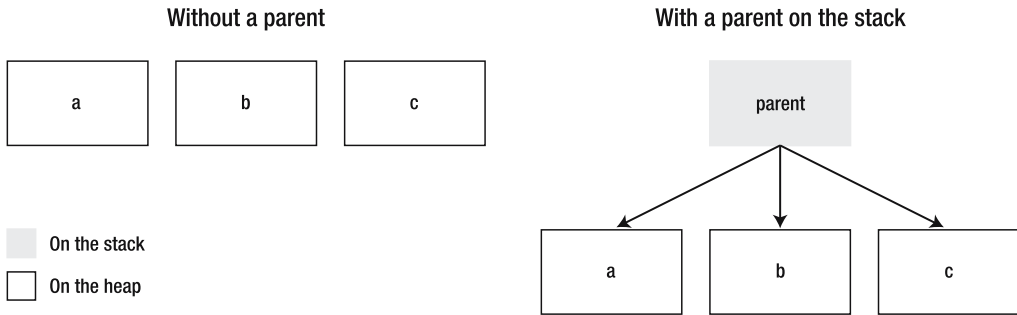 Without a parent
a
b
c
On the stack
On the heap
With a parent on the stack
parent
a
b
c